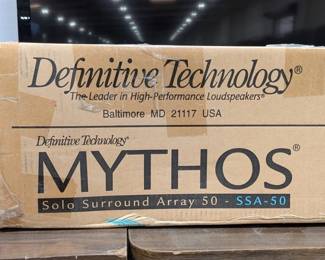 Definitive Technology®
The Leader in High-Performance Loudspeakers®
Baltimore MD 21117 USA
Definitive Technology®
MYTHOS®
Solo Surround Array 50 - SSA-50